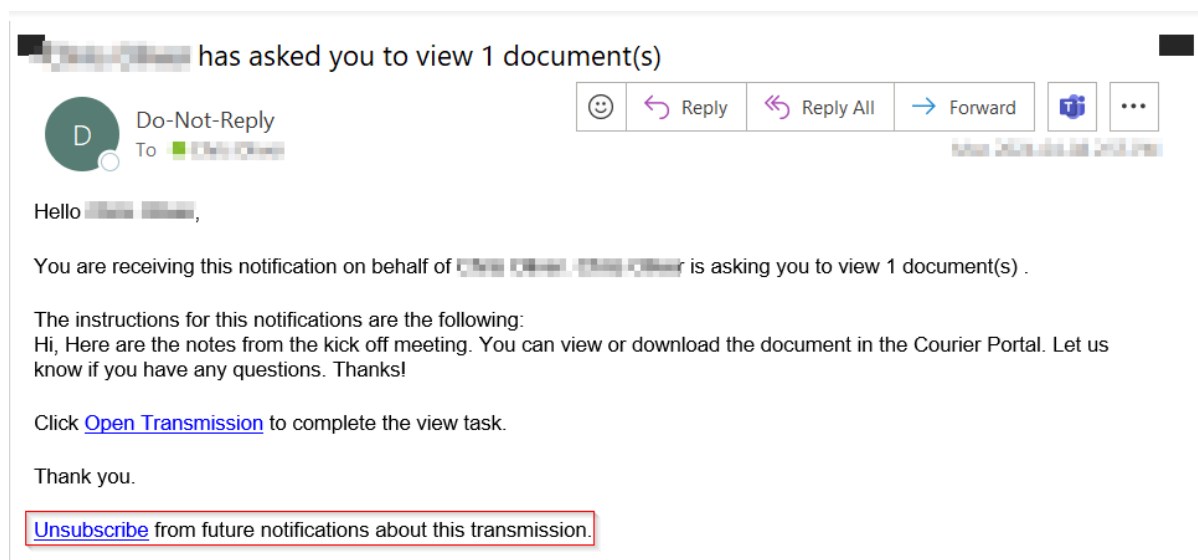 has asked you to view 1 document(s)
D
Do-Not-Reply
To
Reply
Reply All
Forward
Hello ,
You are receiving this notification on behalf of is asking you to view 1 document(s) .
The instructions for this notifications are the following:
Hi, Here are the notes from the kick off meeting. You can view or download the document in the Courier Portal. Let us
know if you have any questions. Thanks!
Click Open Transmission to complete the view task.
Thank you.
Unsubscribe from future notifications about this transmission.